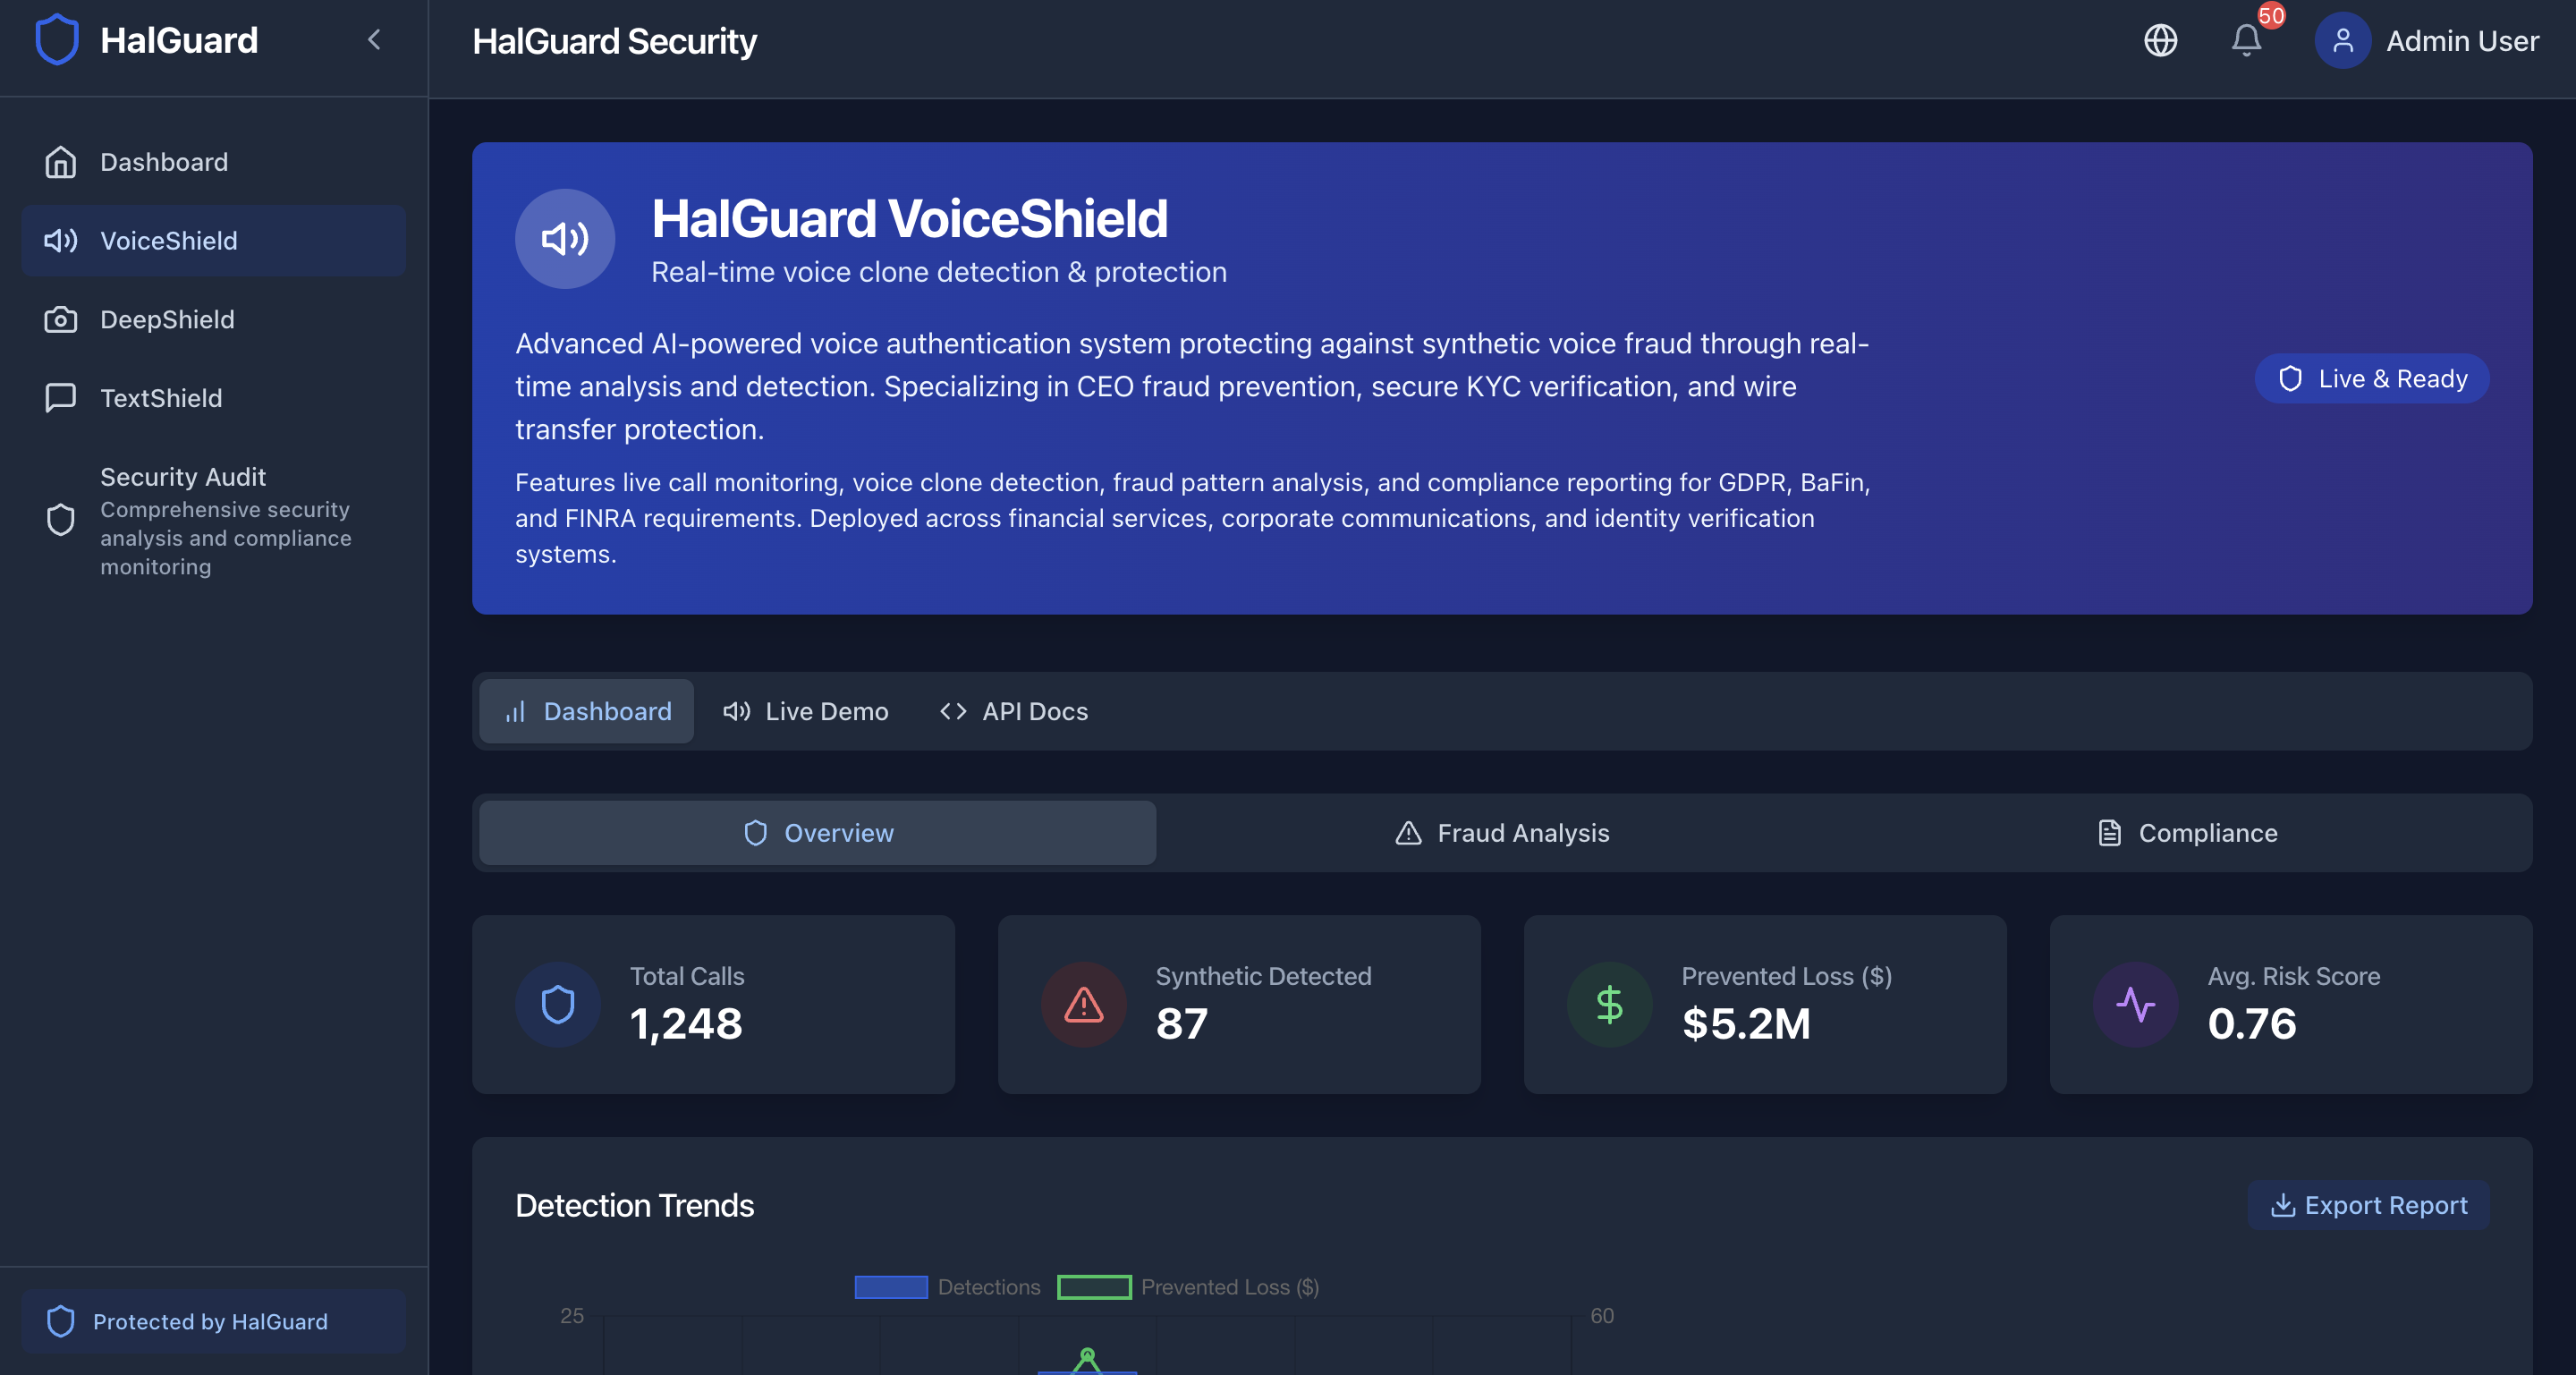 HalGuard
HalGuard Security
50
Admin User
Dashboard
VoiceShield
DeepShield
TextShield
Security Audit
Comprehensive security
analysis and compliance
monitoring
Protected by HalGuard
HalGuard VoiceShield
Real-time voice clone detection & protection
Advanced AI-powered voice authentication system protecting against synthetic voice fraud through real-
time analysis and detection. Specializing in CEO fraud prevention, secure KYC verification, and wire
transfer protection.
Features live call monitoring, voice clone detection, fraud pattern analysis, and compliance reporting for GDPR, BaFin,
and FINRA requirements. Deployed across financial services, corporate communications, and identity verification
systems.
Live & Ready
Dashboard
Live Demo
API Docs
Overview
Fraud Analysis
Compliance
Total Calls
1,248
Synthetic Detected
87
Prevented Loss ($)
$5.2M
Avg. Risk Score
0.76
Detection Trends
Export Report
Detections
Prevented Loss ($)
25
60